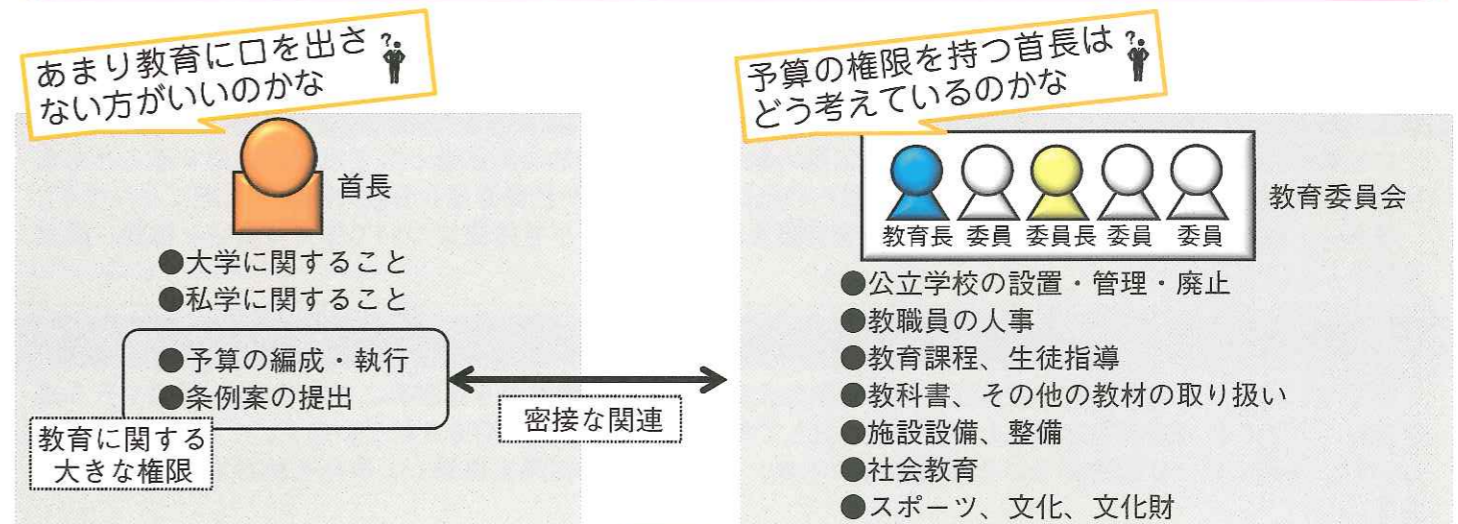 あまり教育に口を出さ
ない方がいいのかな
首長
●大学に関すること
●私学に関すること
●予算の編成・執行
●条例案の提出
教育に関する
大きな権限
密接な関連
予算の権限を持つ首長は
どう考えているのかな
教育長 委員 委員長 委員 委員
教育委員会
●公立学校の設置・管理・廃止
●教職員の人事
●教育課程、生徒指導
●教科書、その他の教材の取り扱い
●施設設備、整備
●社会教育
●スポーツ、文化、文化財